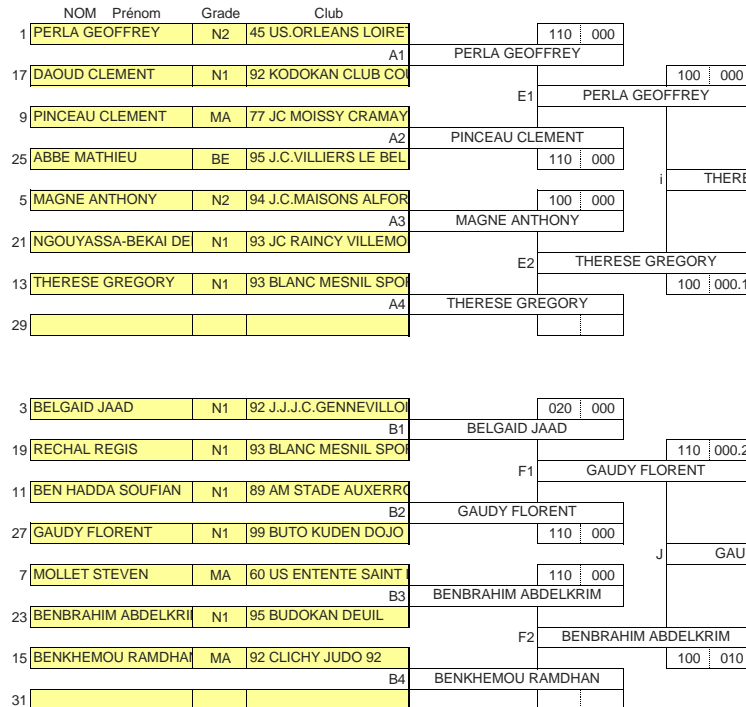 NOM Prénom Grade Club
1 PERLA GEOFFREY N2 45 US.ORLEANS LOIRET 110 000
A1 PERLA GEOFFREY
17 DAOUD CLEMENT N1 92 KODOKAN CLUB COU 100 000
E1 PERLA GEOFFREY
9 PINCEAU CLEMENT MA 77 JC MOISSY CRAMAY
A2 PINCEAU CLEMENT
25 ABBE MATHIEU BE 95 J.C.VILLIERS LE BEL 110 000
i THERE
5 MAGNE ANTHONY N2 94 J.C.MAISONS ALFOR 100 000
A3 MAGNE ANTHONY
21 NGOUYASSA-BEKAI DE N1 93 JC RAINCY VILLEMO
E2 THERESE GREGORY
13 THERESE GREGORY N1 93 BLANC MESNIL SPOR 100 000.1
A4 THERESE GREGORY
29
3 BELGAID JAAD N1 92 J.J.J.C.GENNEVILLOI 020 000
B1 BELGAID JAAD
19 RECHAL REGIS N1 93 BLANC MESNIL SPOR 110 000.2
F1 GAUDY FLORENT
11 BEN HADDA SOUFIAN N1 89 AM STADE AUXERRO
B2 GAUDY FLORENT
27 GAUDY FLORENT N1 99 BUTO KUDEN DOJO 110 000
J GAU
7 MOLLET STEVEN MA 60 US ENTENTE SAINT 110 000
B3 BENBRAHIM ABDELKRIM
23 BENBRAHIM ABDELKRI N1 95 BUDOKAN DEUIL
F2 BENBRAHIM ABDELKRIM
15 BENKHEMOU RAMDHAN MA 92 CLICHY JUDO 92 100 010
B4 BENKHEMOU RAMDHAN
31